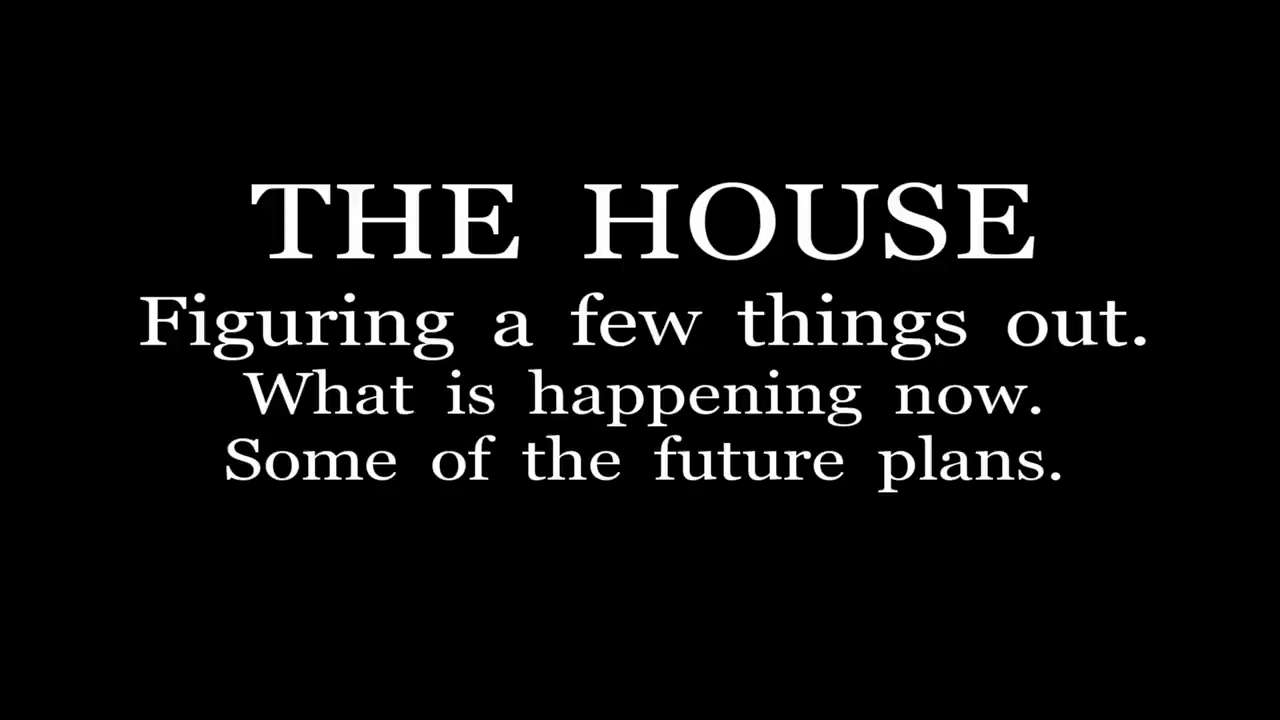 THE HOUSE
Figuring a few things out.
What is happening now.
Some of the future plans.